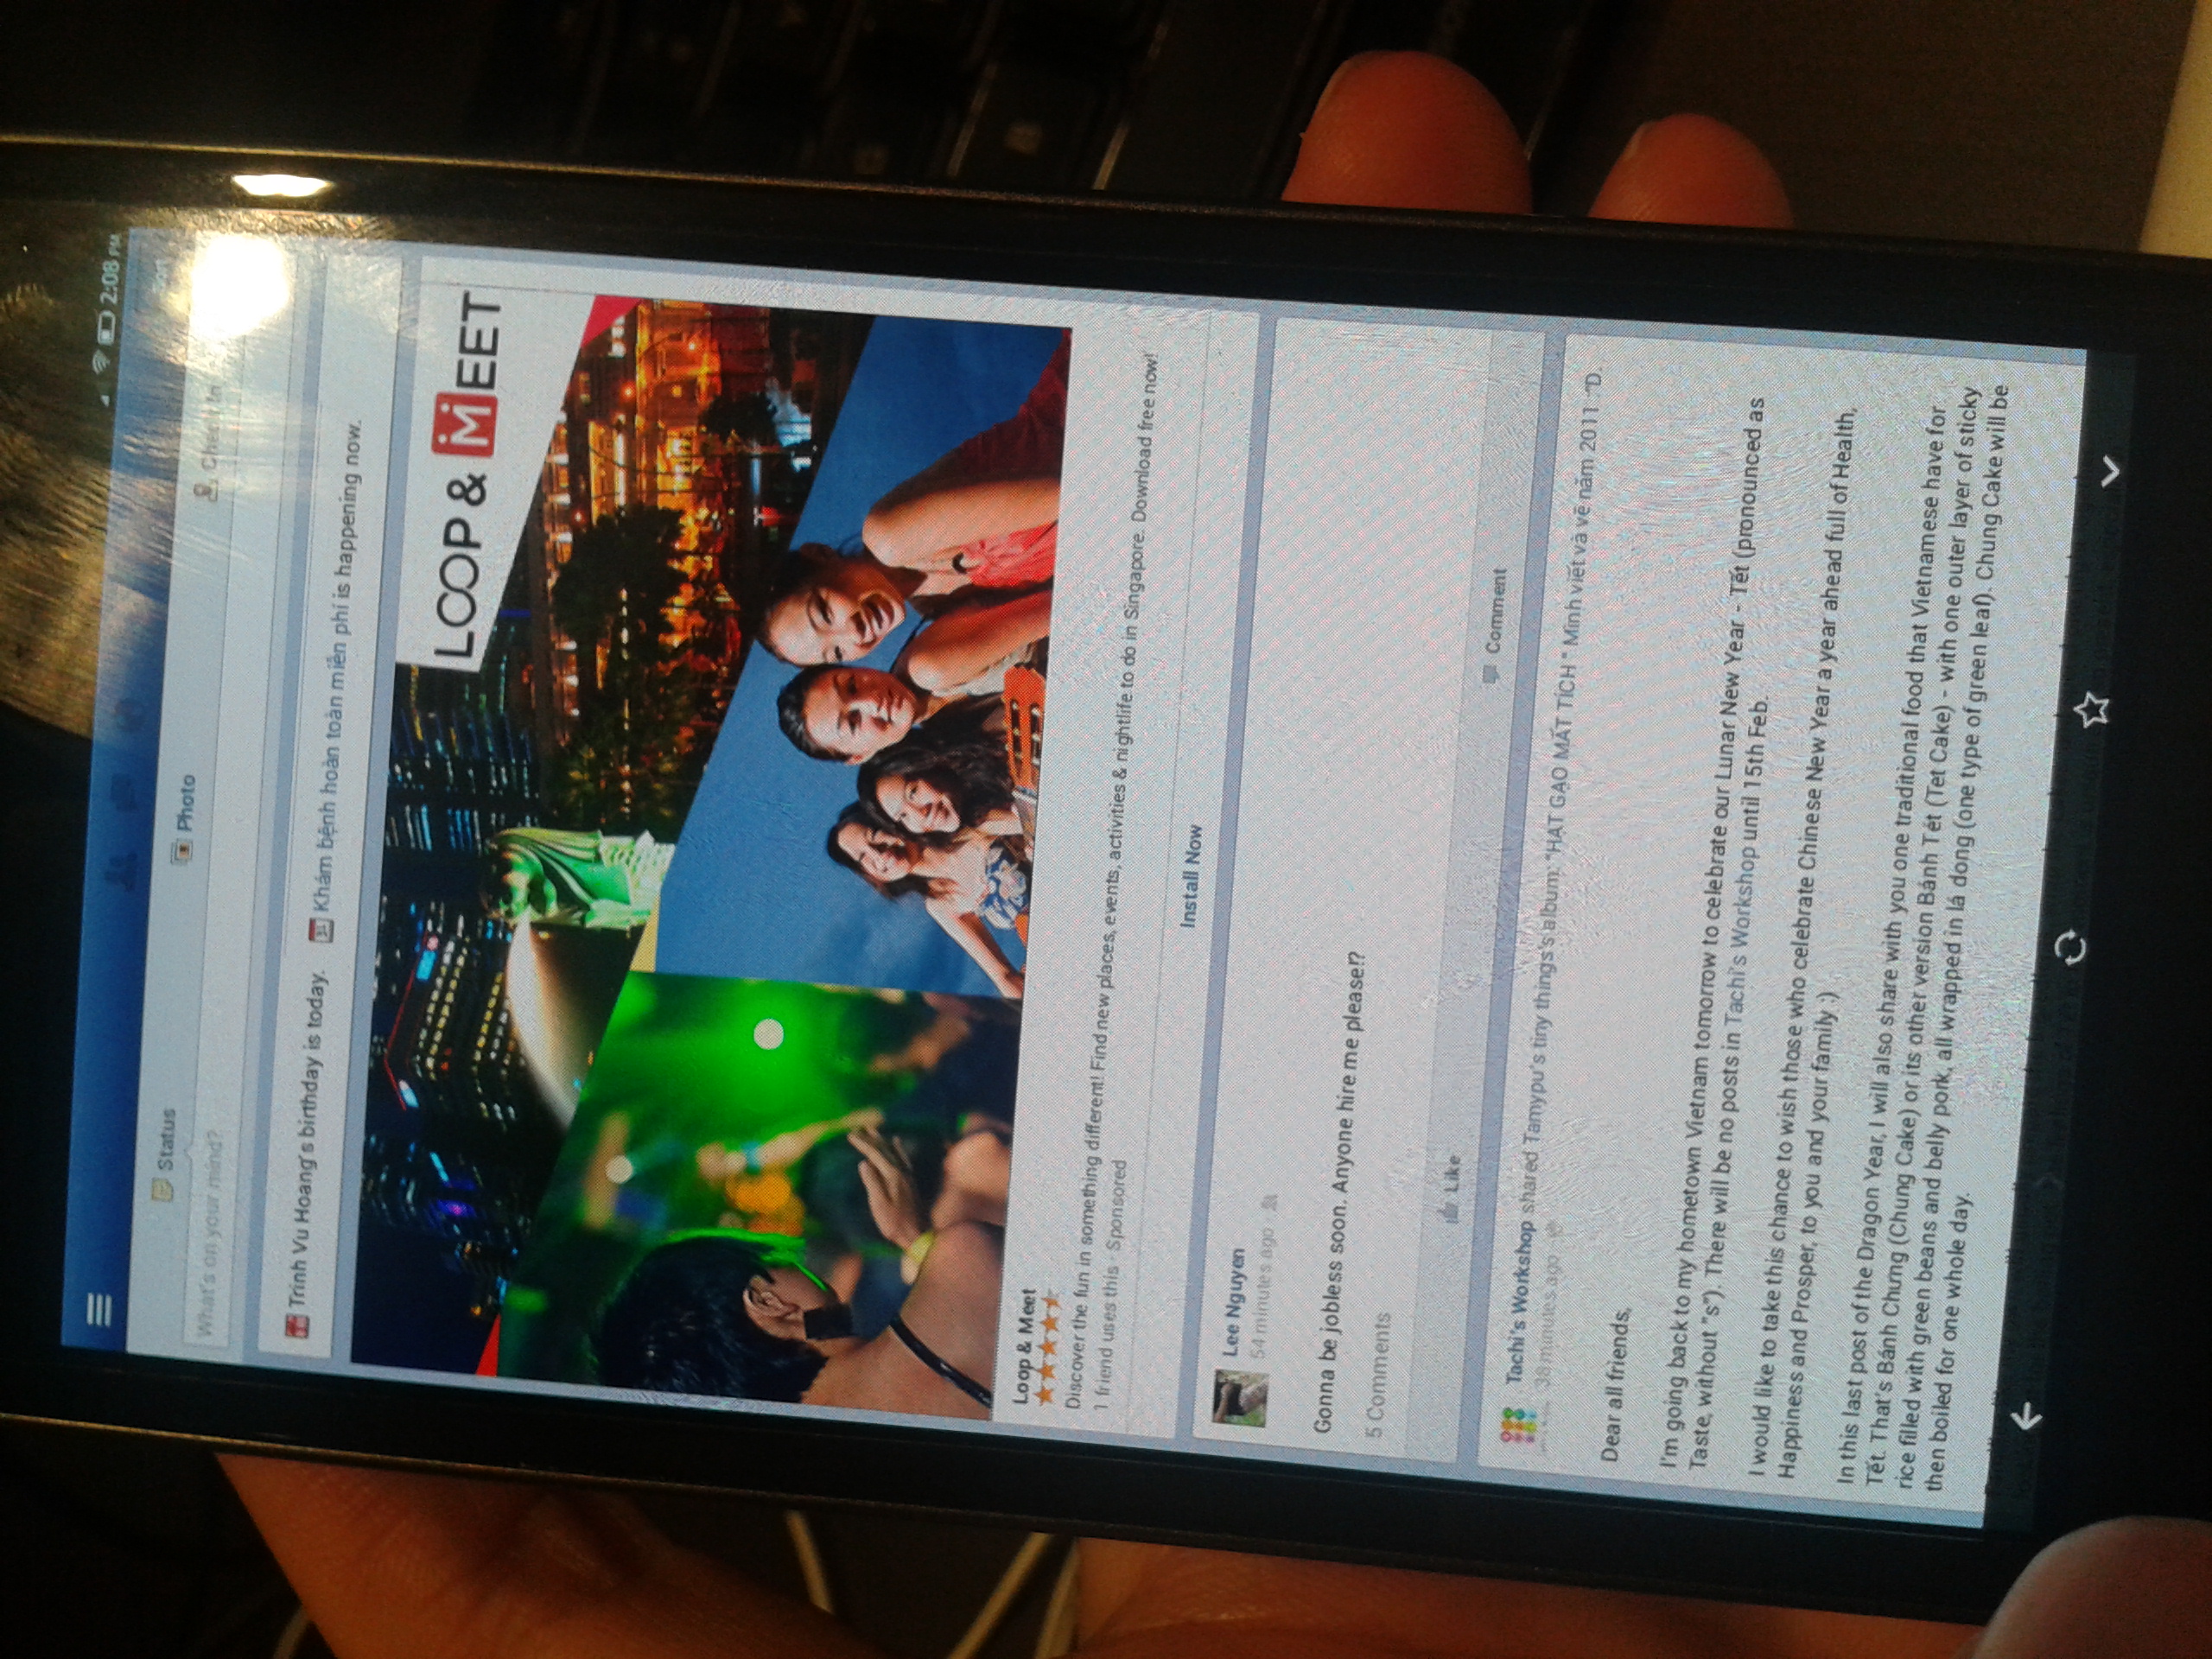 2:08 PM
Sort
Status
Photo
Check In
What's on your mind?
Trinh Vu Hoang's birthday is today.
31
Khám bệnh hoàn toàn miễn phí is happening now.
LOOP & MEET
Loop & Meet
Discover the fun in something different! Find new places, events, activities & nightlife to do in Singapore. Download free now!
1 friend uses this · Sponsored
Install Now
Lee Nguyen
54 minutes ago ·
Gonna be jobless soon. Anyone hire me please!?
5 Comments
Like
Comment
Tachi's Workshop shared Tamypu's tiny things's album: "HẠT GẠO MẤT TÍCH " Mình viết và vẽ năm 2011 :"D.
38 minutes ago ·
Dear all friends,
I'm going back to my hometown Vietnam tomorrow to celebrate our Lunar New Year - Tết (pronounced as
Taste, without "s"). There will be no posts in Tachi's Workshop until 15th Feb.
I would like to take this chance to wish those who celebrate Chinese New Year a year ahead full of Health,
Happiness and Prosper, to you and your family :)
In this last post of the Dragon Year, I will also share with you one traditional food that Vietnamese have for
Tết. That's Bánh Chưng (Chung Cake) or its other version Bánh Tét (Tet Cake) - with one outer layer of sticky
rice filled with green beans and belly pork, all wrapped in lá dong (one type of green leaf). Chung Cake will be
then boiled for one whole day.